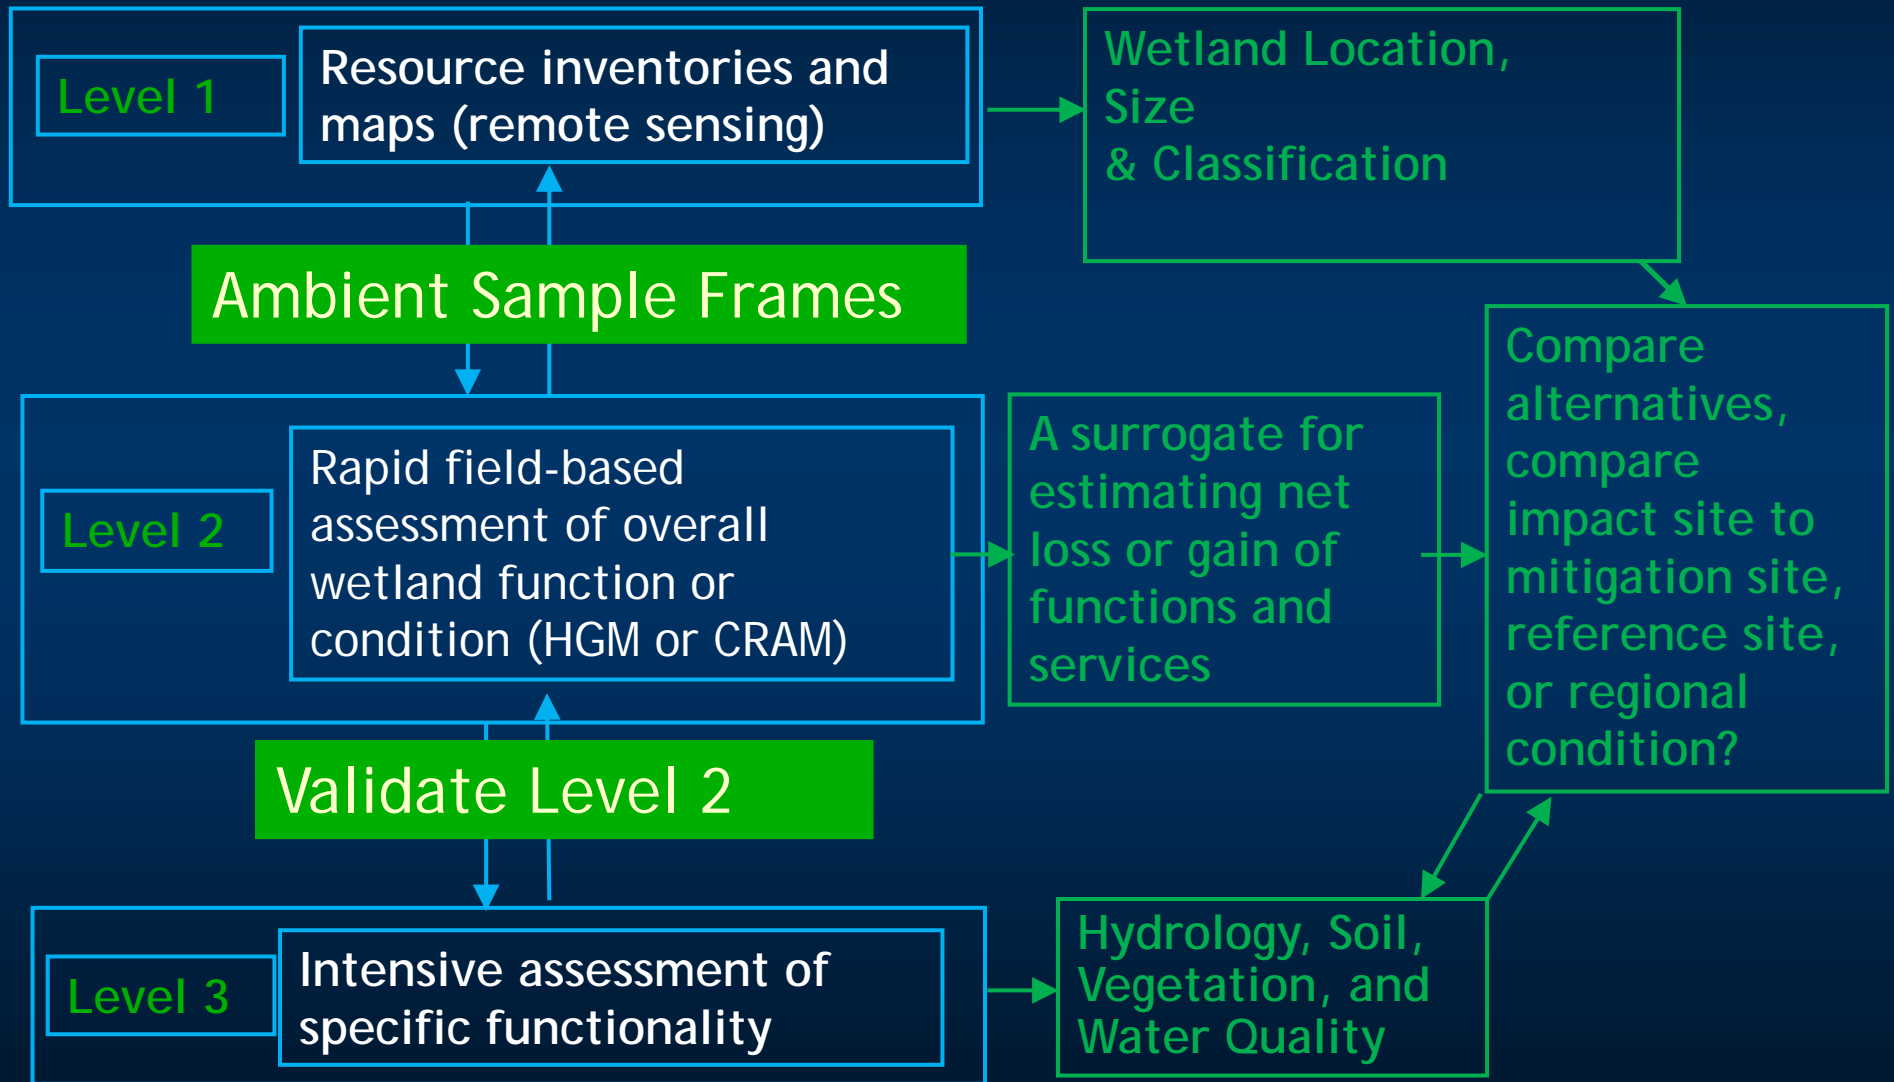 Level 1
Resource inventories and
maps (remote sensing)
Wetland Location,
Size
& Classification
Ambient Sample Frames
Level 2
Rapid field-based
assessment of overall
wetland function or
condition (HGM or CRAM)
A surrogate for
estimating net
loss or gain of
functions and
services
Compare
alternatives,
compare
impact site to
mitigation site,
reference site,
or regional
condition?
Validate Level 2
Level 3
Intensive assessment of
specific functionality
Hydrology, Soil,
Vegetation, and
Water Quality